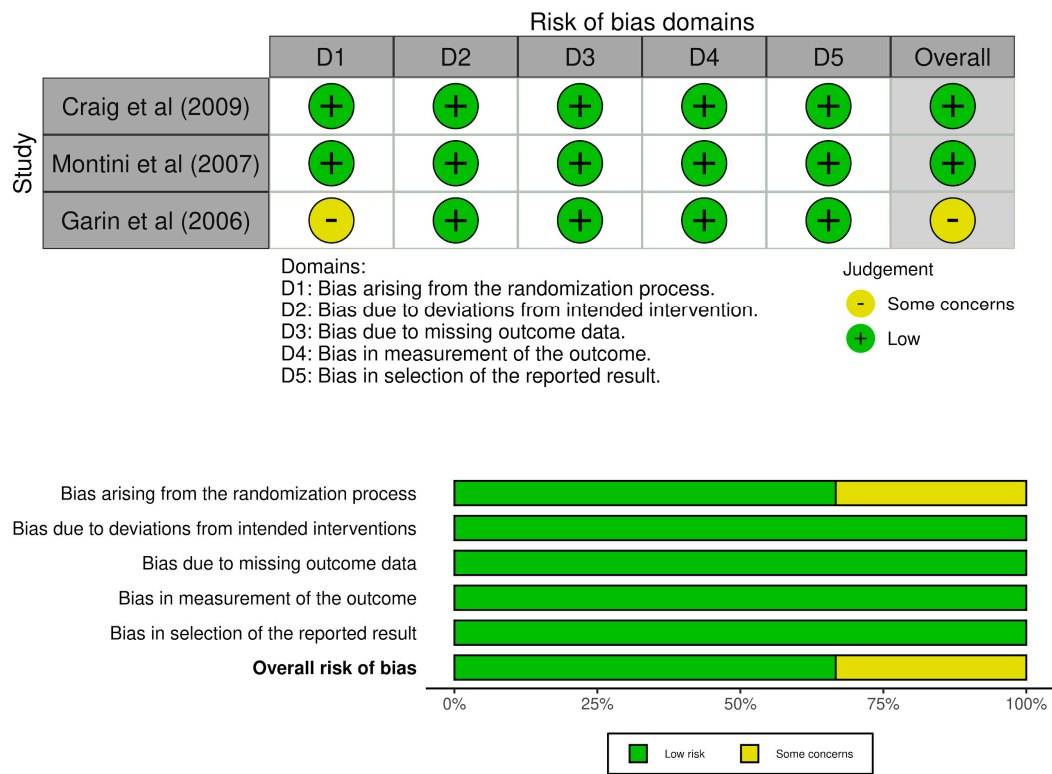 Risk of bias domains
D1 D2 D3 D4 D5 Overall
Study
Craig et al (2009) + + + + + +
Montini et al (2007) + + + + + +
Garin et al (2006) - + + + + -
Domains:
D1: Bias arising from the randomization process.
D2: Bias due to deviations from intended intervention.
D3: Bias due to missing outcome data.
D4: Bias in measurement of the outcome.
D5: Bias in selection of the reported result.
Judgement
- Some concerns
+ Low
Bias arising from the randomization process
Bias due to deviations from intended interventions
Bias due to missing outcome data
Bias in measurement of the outcome
Bias in selection of the reported result
Overall risk of bias
0% 25% 50% 75% 100%
Low risk Some concerns